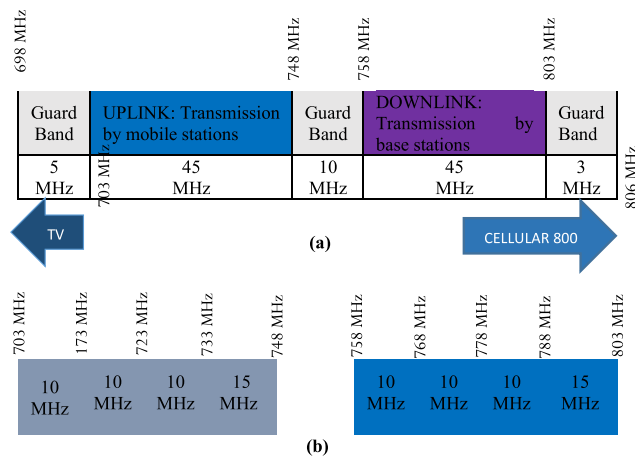 698 MHz
748 MHz
758 MHz
803 MHz
Guard
Band
UPLINK: Transmission
by mobile stations
Guard
Band
DOWNLINK:
Transmission by
base stations
Guard
Band
5
MHz
703 MHz
45
MHz
10
MHz
45
MHz
3
MHz
806 MHz
TV
(a)
CELLULAR 800
703 MHz
173 MHz
723 MHz
733 MHz
748 MHz
758 MHz
768 MHz
778 MHz
788 MHz
803 MHz
10
MHz
10
MHz
10
MHz
15
MHz
10
MHz
10
MHz
10
MHz
15
MHz
(b)